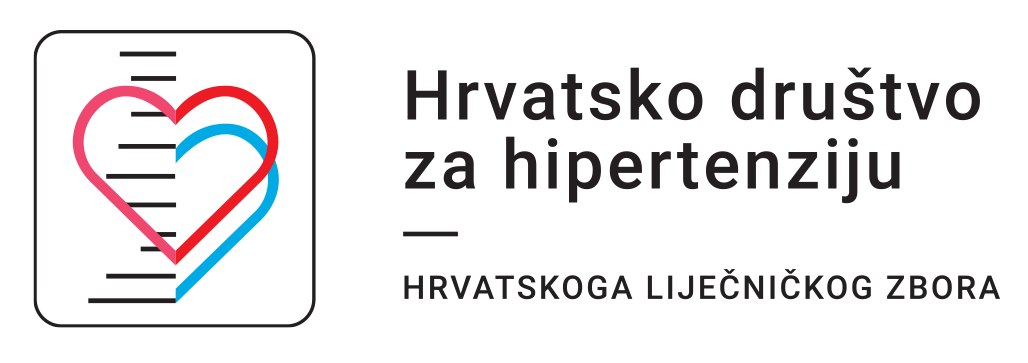 Hrvatsko društvo
za hipertenziju
HRVATSKOGA LIJEČNIČKOG ZBORA